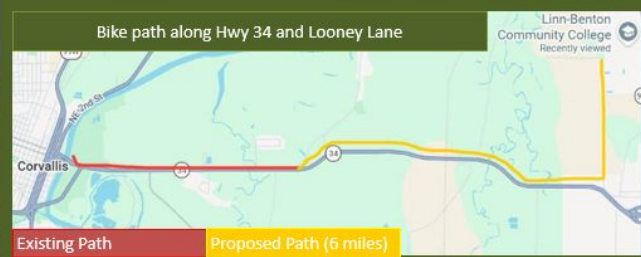 Bike path along Hwy 34 and Looney Lane
Linn-Benton
Community College
Recently viewed
NE 2nd St
Corvallis
34
Existing Path
Proposed Path (6 miles)